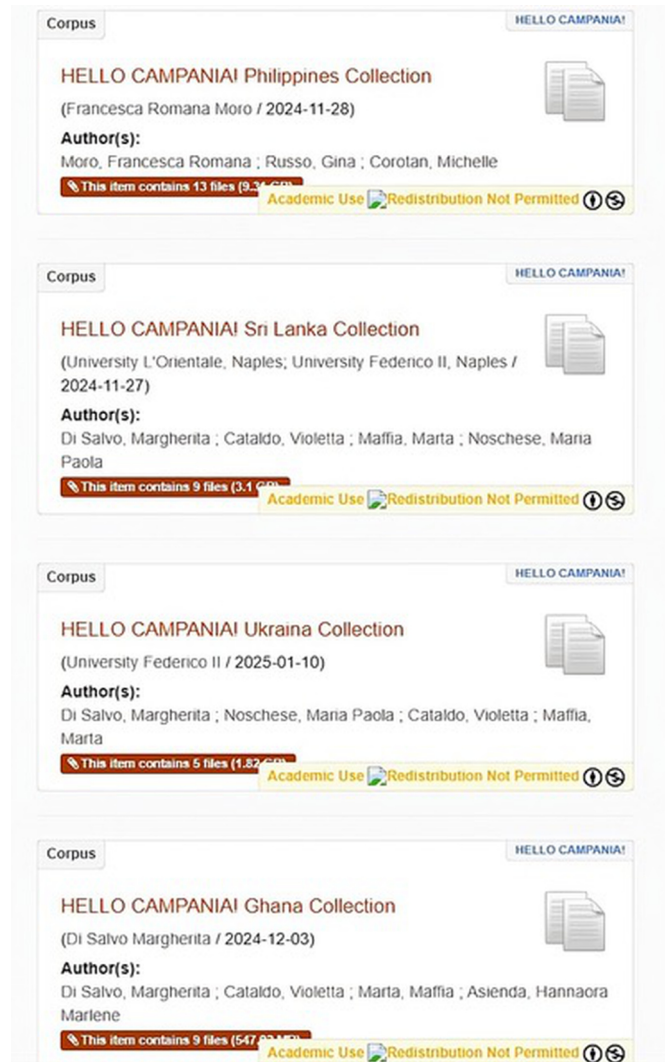 Corpus
HELLO CAMPANIA!
HELLO CAMPANIA! Philippines Collection
(Francesca Romana Moro / 2024-11-28)
Author(s):
Moro, Francesca Romana ; Russo, Gina ; Corotan, Michelle
This item contains 13 files
Academic Use Redistribution Not Permitted
Corpus
HELLO CAMPANIA!
HELLO CAMPANIA! Sri Lanka Collection
(University L'Orientale, Naples; University Federico II, Naples /
2024-11-27)
Author(s):
Di Salvo, Margherita ; Cataldo, Violetta ; Maffia, Marta ; Noschese, Maria
Paola
This item contains 9 files (3.1
Academic Use Redistribution Not Permitted
Corpus
HELLO CAMPANIA!
HELLO CAMPANIA! Ukraina Collection
(University Federico II / 2025-01-10)
Author(s):
Di Salvo, Margherita ; Noschese, Maria Paola ; Cataldo, Violetta ; Maffia,
Marta
This item contains 5 files (1.82
Academic Use Redistribution Not Permitted
Corpus
HELLO CAMPANIA!
HELLO CAMPANIA! Ghana Collection
(Di Salvo Margherita / 2024-12-03)
Author(s):
Di Salvo, Margherita ; Cataldo, Violetta ; Marta, Maffia ; Asienda, Hannaora
Marlene
This item contains 9 files
Academic Use Redistribution Not Permitted